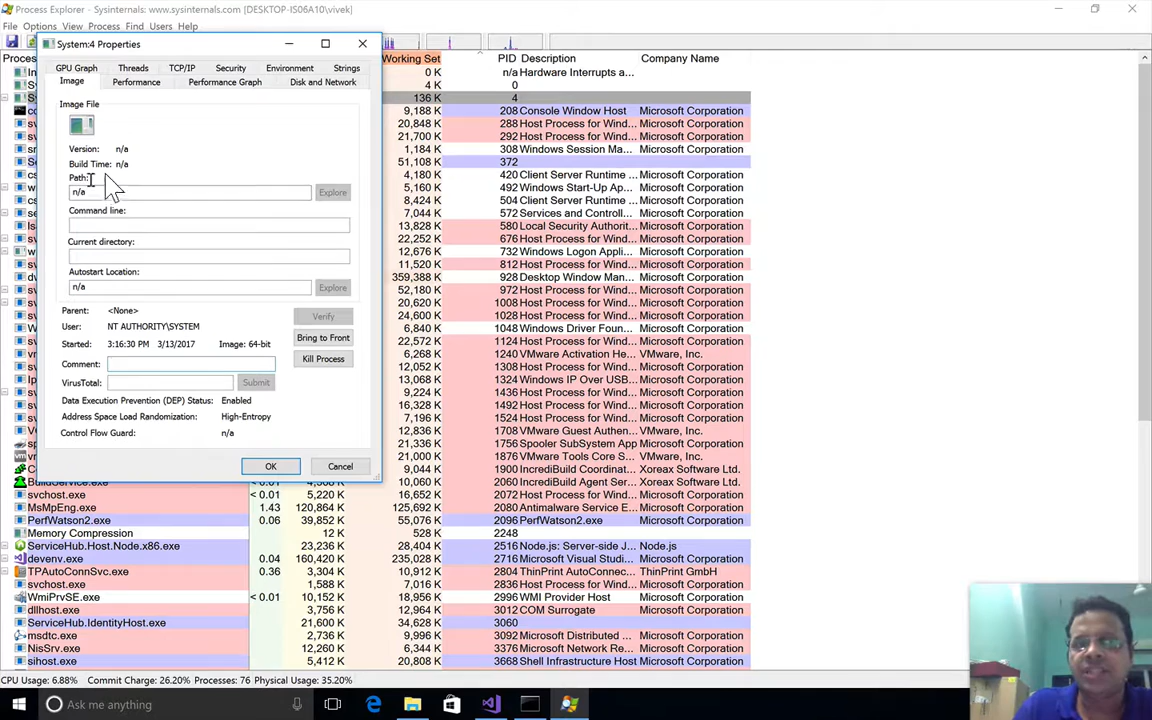 Process Explorer - Sysinternals: www.sysinternals.com [DESKTOP-IS06A10\vivek]
File Options View Process Find Users Help
System:4 Properties
GPU Graph Threads TCP/IP Security Environment Strings
Image Performance Performance Graph Disk and Network
Image File
Version: n/a
Build Time: n/a
Path:
n/a Explore
Command line:
Current directory:
Autostart Location:
n/a Explore
Parent: <None> Verify
User: NT AUTHORITY\SYSTEM
Started: 3:16:30 PM 3/13/2017 Image: 64-bit
Bring to Front
Kill Process
Comment:
VirusTotal: Submit
Data Execution Prevention (DEP) Status: Enabled
Address Space Load Randomization: High-Entropy
Control Flow Guard: n/a
OK Cancel
Working Set PID Description Company Name
0 K n/a Hardware Interrupts a...
4 K 0
136 K 4
9,188 K 208 Console Window Host Microsoft Corporation
20,848 K 288 Host Process for Wind... Microsoft Corporation
21,700 K 292 Host Process for Wind... Microsoft Corporation
1,184 K 308 Windows Session Ma... Microsoft Corporation
51,108 K 372
4,180 K 420 Client Server Runtime ... Microsoft Corporation
5,160 K 492 Windows Start-Up Ap... Microsoft Corporation
8,424 K 504 Client Server Runtime ... Microsoft Corporation
7,044 K 572 Services and Controll... Microsoft Corporation
13,828 K 580 Local Security Authorit... Microsoft Corporation
22,252 K 676 Host Process for Wind... Microsoft Corporation
12,676 K 732 Windows Logon Appli... Microsoft Corporation
11,520 K 812 Host Process for Wind... Microsoft Corporation
359,388 K 928 Desktop Window Man... Microsoft Corporation
52,180 K 972 Host Process for Wind... Microsoft Corporation
20,620 K 1008 Host Process for Wind... Microsoft Corporation
24,600 K 1028 Host Process for Wind... Microsoft Corporation
6,840 K 1048 Windows Driver Foun... Microsoft Corporation
22,572 K 1124 Host Process for Wind... Microsoft Corporation
6,268 K 1240 VMware Activation He... VMware, Inc.
12,052 K 1308 Host Process for Wind... Microsoft Corporation
13,068 K 1324 Windows IP Over USB... Microsoft Corporation
9,224 K 1436 Host Process for Wind... Microsoft Corporation
16,328 K 1492 Host Process for Wind... Microsoft Corporation
7,196 K 1524 Host Process for Wind... Microsoft Corporation
12,836 K 1708 VMware Guest Authent... VMware, Inc.
21,336 K 1756 Spooler SubSystem App Microsoft Corporation
21,000 K 1876 VMware Tools Core S... VMware, Inc.
9,044 K 1900 IncrediBuild Coordinat... Xoreax Software Ltd.
BuildService.exe < 0.01 10,060 K 2060 IncrediBuild Agent Ser... Xoreax Software Ltd.
svchost.exe < 0.01 5,220 K 16,652 K 2072 Host Process for Wind... Microsoft Corporation
MsMpEng.exe 1.43 120,864 K 125,692 K 2080 Antimalware Service E... Microsoft Corporation
PerfWatson2.exe 0.06 39,852 K 55,076 K 2096 PerfWatson2.exe Microsoft Corporation
Memory Compression 12 K 528 K 2248
ServiceHub.Host.Node.x86.exe 23,236 K 28,404 K 2516 Node.js: Server-side J... Node.js
devenv.exe 0.04 160,420 K 235,028 K 2716 Microsoft Visual Studi... Microsoft Corporation
TPAutoConnSvc.exe 0.36 3,304 K 10,912 K 2804 ThinPrint AutoConnec... ThinPrint GmbH
svchost.exe 1,588 K 7,016 K 2836 Host Process for Wind... Microsoft Corporation
WmiPrvSE.exe < 0.01 10,152 K 18,956 K 2996 WMI Provider Host Microsoft Corporation
dllhost.exe 3,756 K 12,964 K 3012 COM Surrogate Microsoft Corporation
ServiceHub.IdentityHost.exe 21,600 K 34,628 K 3060
msdtc.exe 2,736 K 9,996 K 3092 Microsoft Distributed ... Microsoft Corporation
NisSrv.exe 12,260 K 6,344 K 3376 Microsoft Network Re... Microsoft Corporation
sihost.exe 5,412 K 20,808 K 3668 Shell Infrastructure Host Microsoft Corporation
CPU Usage: 6.88% Commit Charge: 26.20% Processes: 76 Physical Usage: 35.20%
Ask me anything